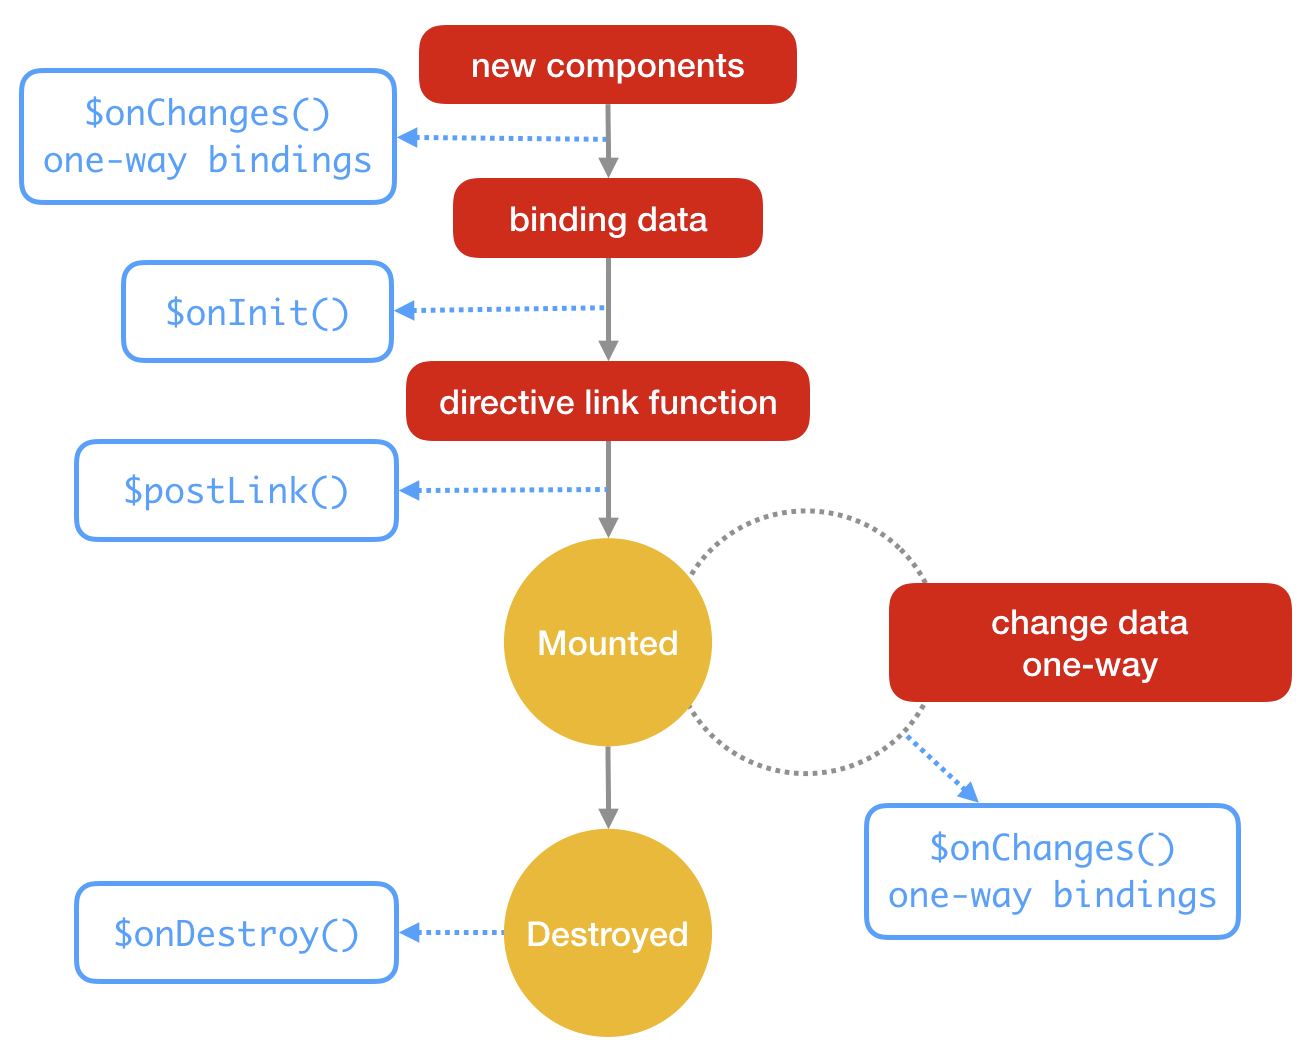 new components
$onChanges()
one-way bindings
binding data
$onInit()
directive link function
$postLink()
Mounted
change data
one-way
$onChanges()
one-way bindings
Destroyed
$onDestroy()